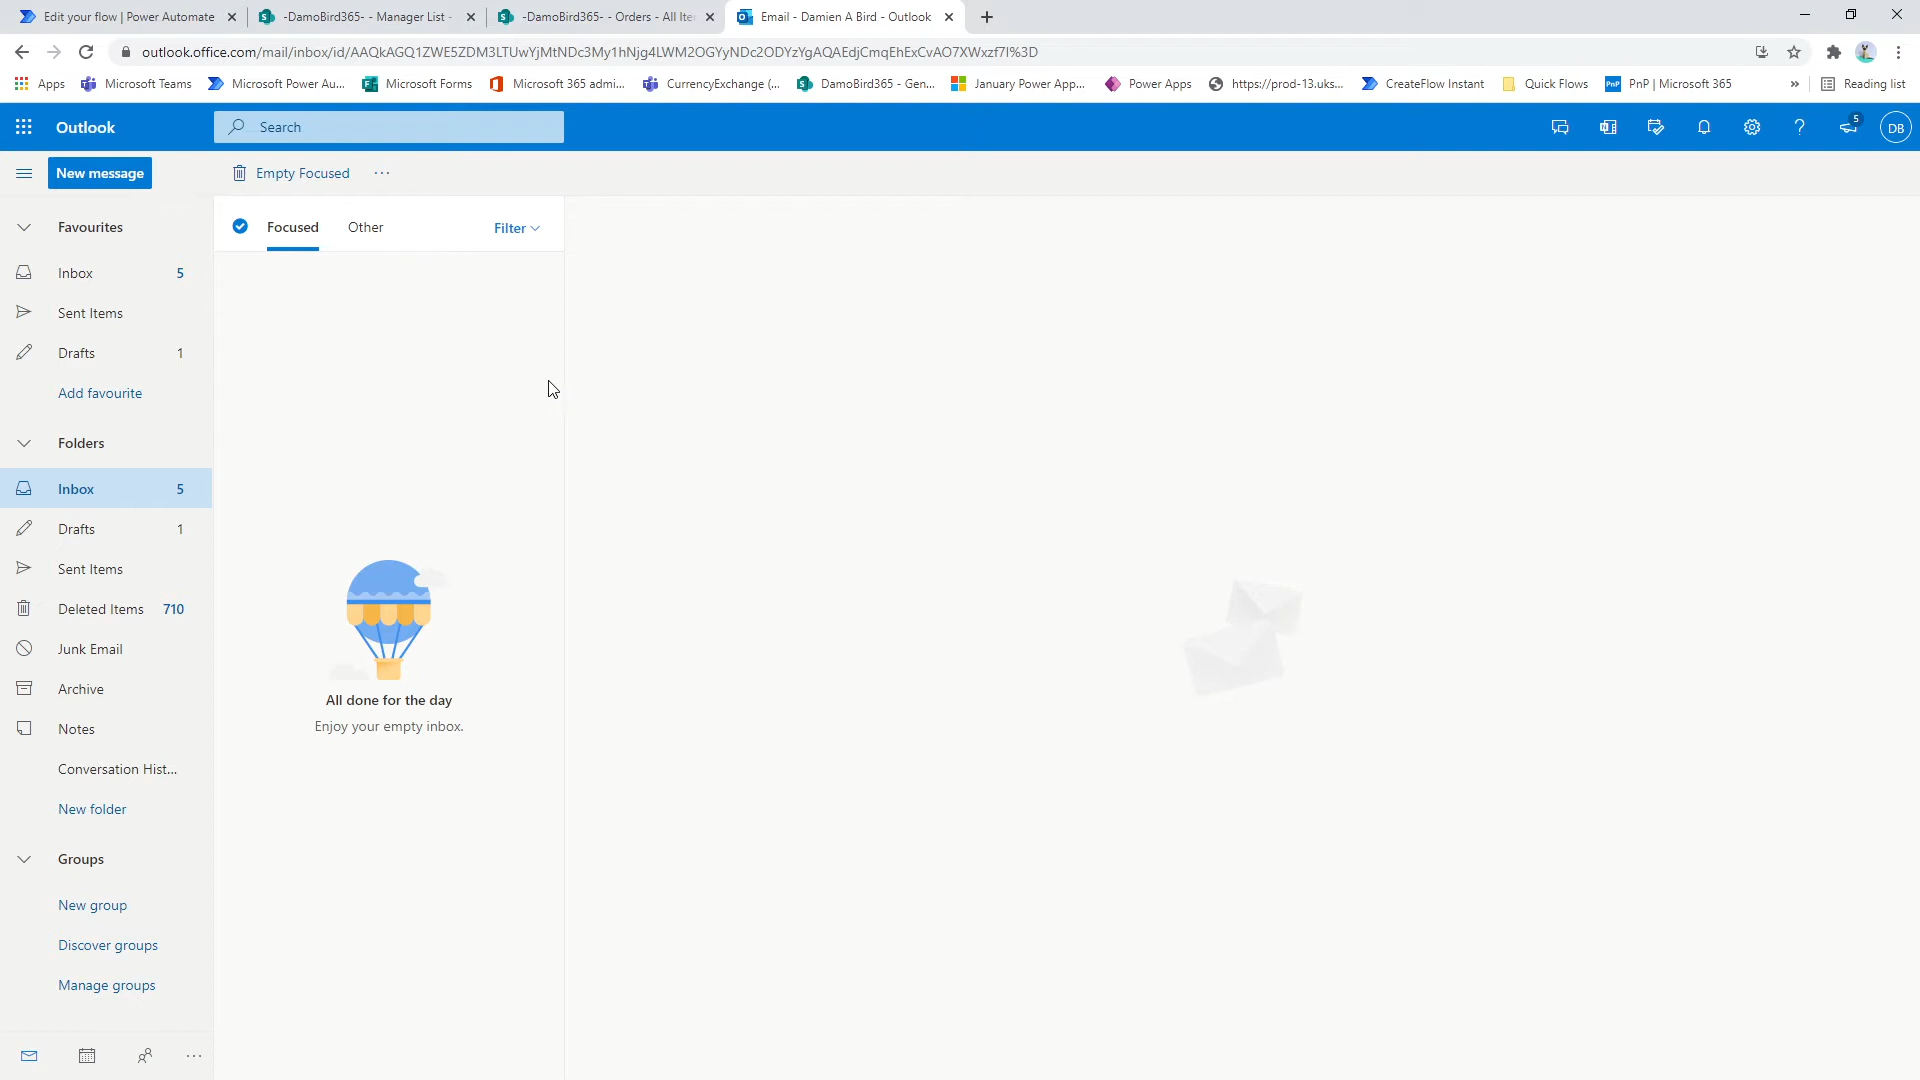 Edit your flow | Power Automate
-DamoBird365- - Manager List -
-DamoBird365- - Orders - All Ite
Email - Damien A Bird - Outlook
outlook.office.com/mail/inbox/id/AAQkAGQ1ZWE5ZDM3LTUwYjMtNDc3My1hNjg4LWM2OGYyNDc2ODYzYgAQAEdjCmqEhExCvAO7XWxzf7I%3D
Apps
Microsoft Teams
Microsoft Power Au...
Microsoft Forms
Microsoft 365 admi...
CurrencyExchange (...
DamoBird365 - Gen...
January Power App...
Power Apps
https://prod-13.uks...
CreateFlow Instant
Quick Flows
PnP | Microsoft 365
»
Reading list
Outlook
Search
5
DB
New message
Empty Focused
Favourites
Inbox 5
Sent Items
Drafts 1
Add favourite
Folders
Inbox 5
Drafts 1
Sent Items
Deleted Items 710
Junk Email
Archive
Notes
Conversation Hist...
New folder
Groups
New group
Discover groups
Manage groups
Focused
Other
Filter
All done for the day
Enjoy your empty inbox.